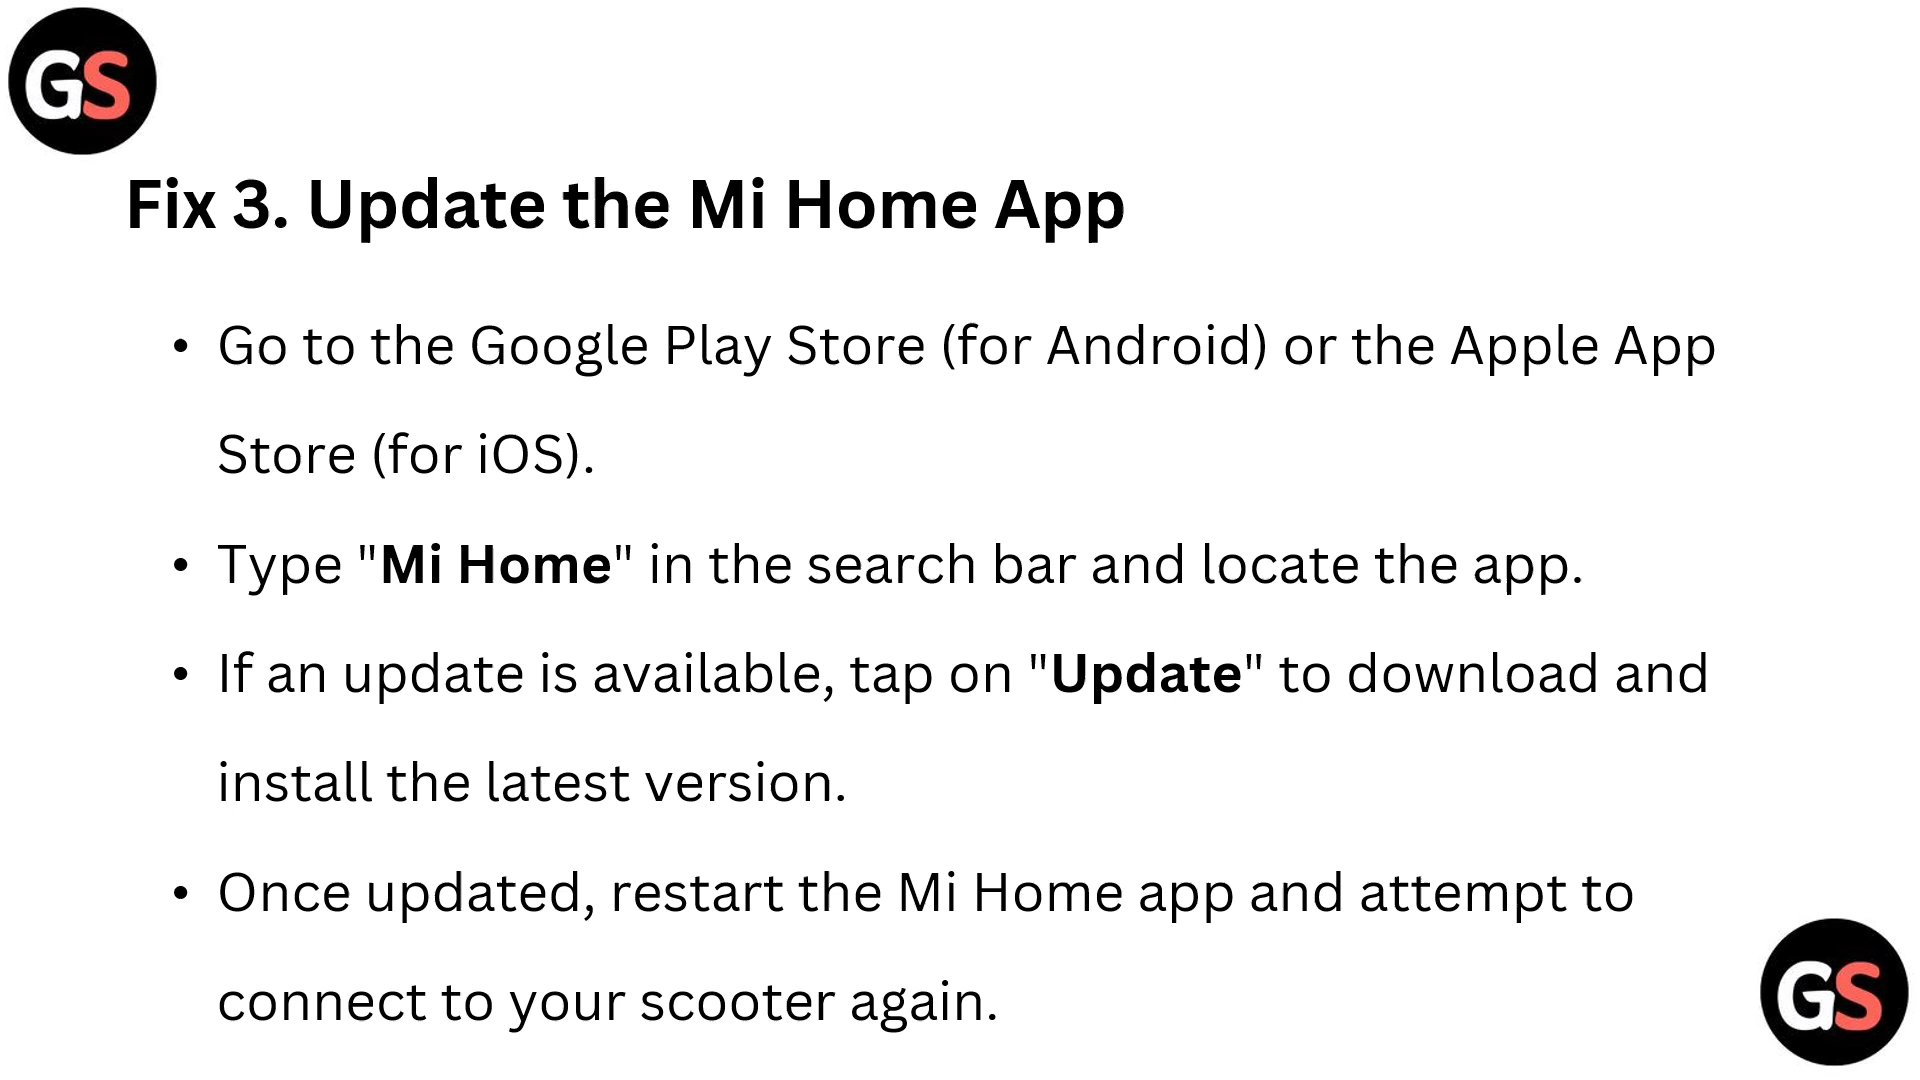 GS
Fix 3. Update the Mi Home App
• Go to the Google Play Store (for Android) or the Apple App
Store (for iOS).
• Type "Mi Home" in the search bar and locate the app.
• If an update is available, tap on "Update" to download and
install the latest version.
• Once updated, restart the Mi Home app and attempt to
connect to your scooter again.
GS